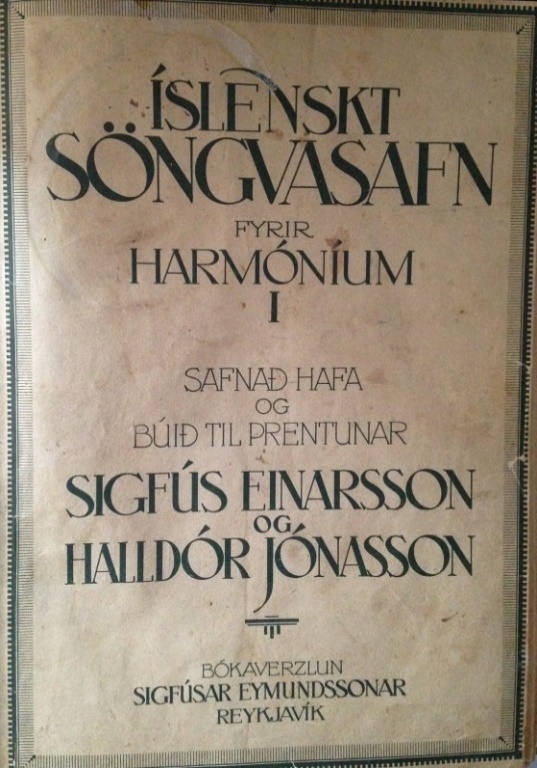 ÍSLENSKT
SÖNGVASAFN
FYRIR
HARMÓNÍUM
I
SAFNAÐ HAFA
OG
BÚIÐ TIL PRENTUNAR
SIGFÚS EINARSSON
OG
HALLDÓR JÓNASSON
BÓKAVERZLUN
SIGFÚSAR EYMUNDSSONAR
REYKJAVÍK